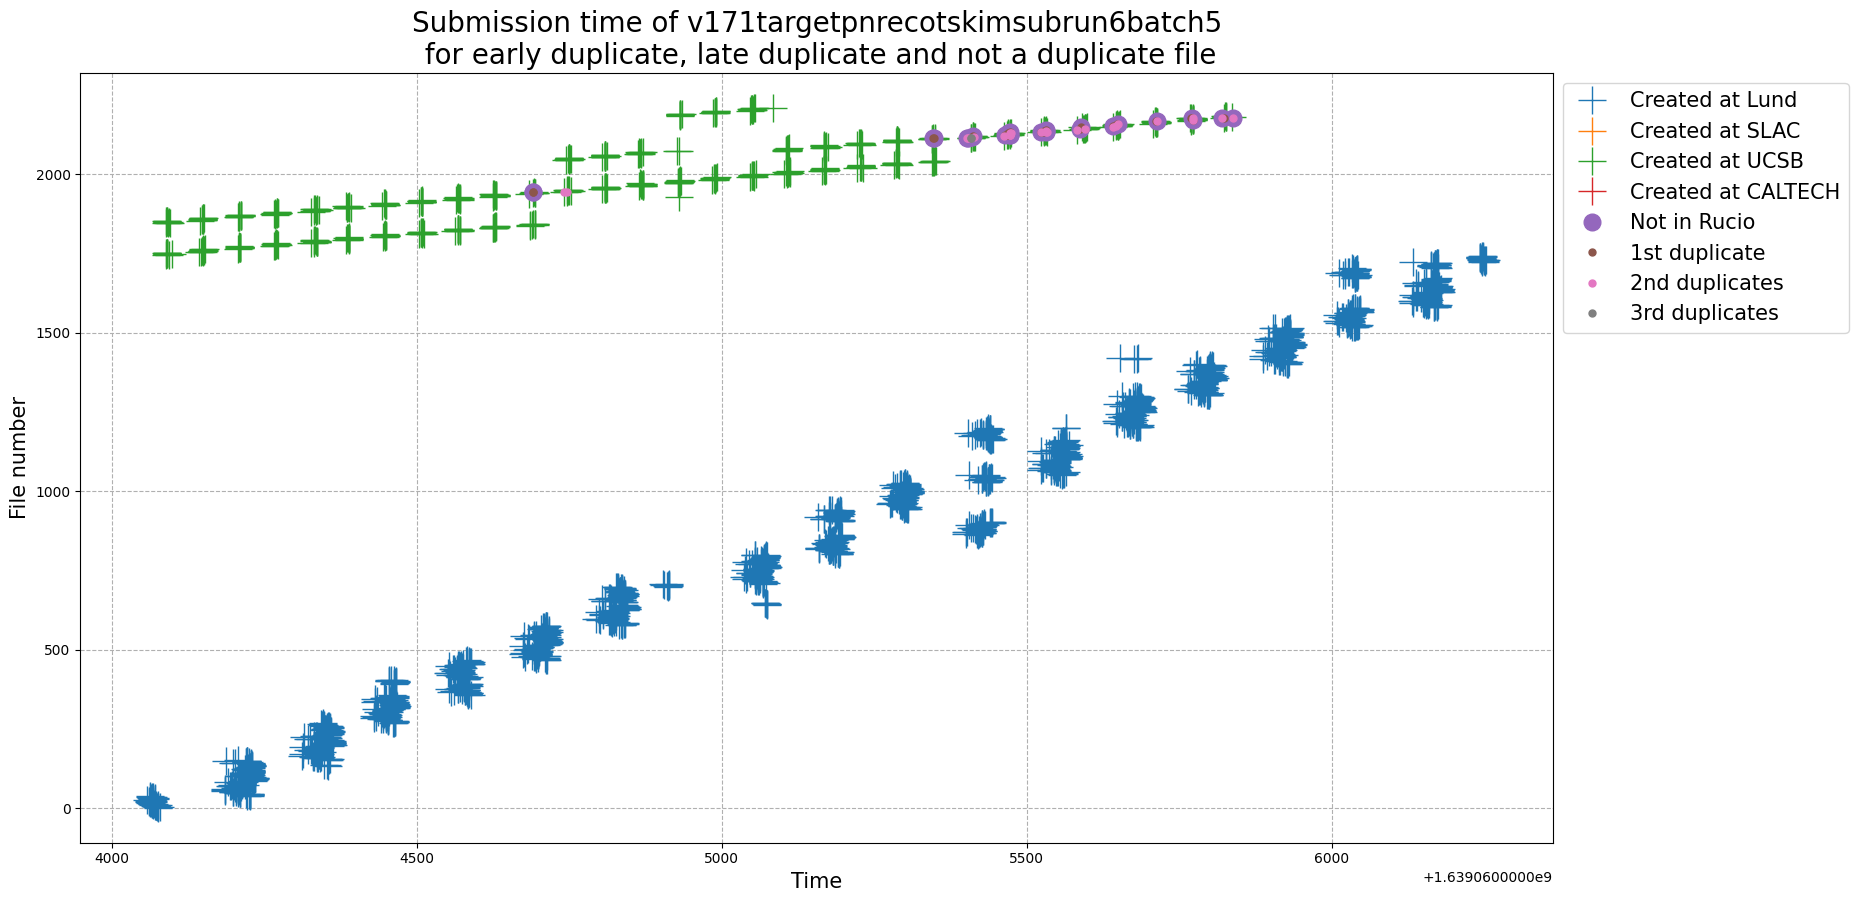 Submission time of v171targetpnrecotskimsubrun6batch5
for early duplicate, late duplicate and not a duplicate file
Created at Lund
Created at SLAC
Created at UCSB
Created at CALTECH
Not in Rucio
1st duplicate
2nd duplicates
3rd duplicates
File number
2000
1500
1000
500
0
4000 4500 5000 5500 6000
Time
+1.6390600000e9